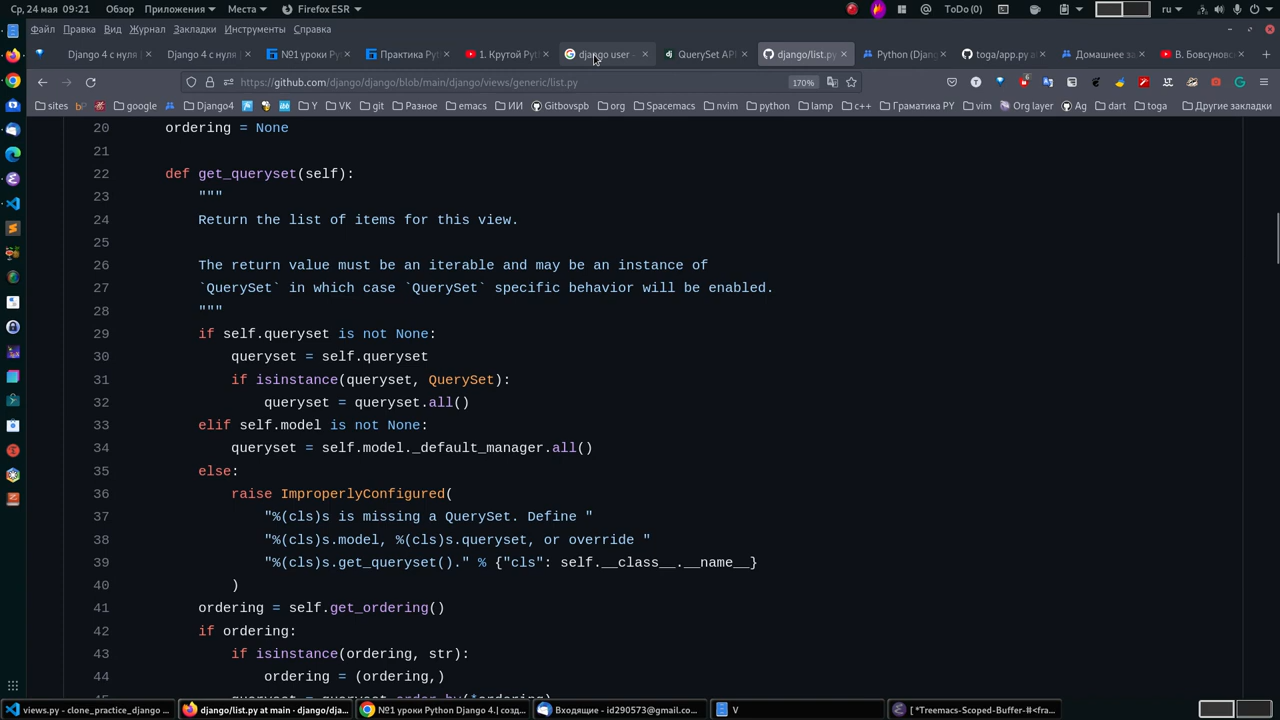 Ср, 24 мая 09:21 Обзор Приложения Места Firefox ESR ToDo(0) ru
Файл Правка Вид Журнал Закладки Инструменты Справка
Django 4 с нуля Django 4 с нуля №1 уроки Py Практика Py 1. Крутой Pyt django user - QuerySet API django/list.py Python (Djang toga/app.py a Домашнее за В. Бовсуновс
https://github.com/django/django/blob/main/django/views/generic/list.py 170%
sites google Django4 Y VK git Разное emacs ИИ Gitbovspb org Spacemacs nvim python lamp c++ Граматика PY vim Org layer Ag dart toga Другие закладки
20 ordering = None
21
22 def get_queryset(self):
23 """
24 Return the list of items for this view.
25
26 The return value must be an iterable and may be an instance of
27 `QuerySet` in which case `QuerySet` specific behavior will be enabled.
28 """
29 if self.queryset is not None:
30 queryset = self.queryset
31 if isinstance(queryset, QuerySet):
32 queryset = queryset.all()
33 elif self.model is not None:
34 queryset = self.model._default_manager.all()
35 else:
36 raise ImproperlyConfigured(
37 "%(cls)s is missing a QuerySet. Define "
38 "%(cls)s.model, %(cls)s.queryset, or override "
39 "%(cls)s.get_queryset()." % {"cls": self.__class__.__name__}
40 )
41 ordering = self.get_ordering()
42 if ordering:
43 if isinstance(ordering, str):
44 ordering = (ordering,)
45 queryset = queryset.order_by(*ordering)
views.py - clone_practice_django ... django/list.py at main · django/dja... №1 уроки Python Django 4.| созд... Входящие - id290573@gmail.co... V [ *Treemacs-Scoped-Buffer-#<fra...